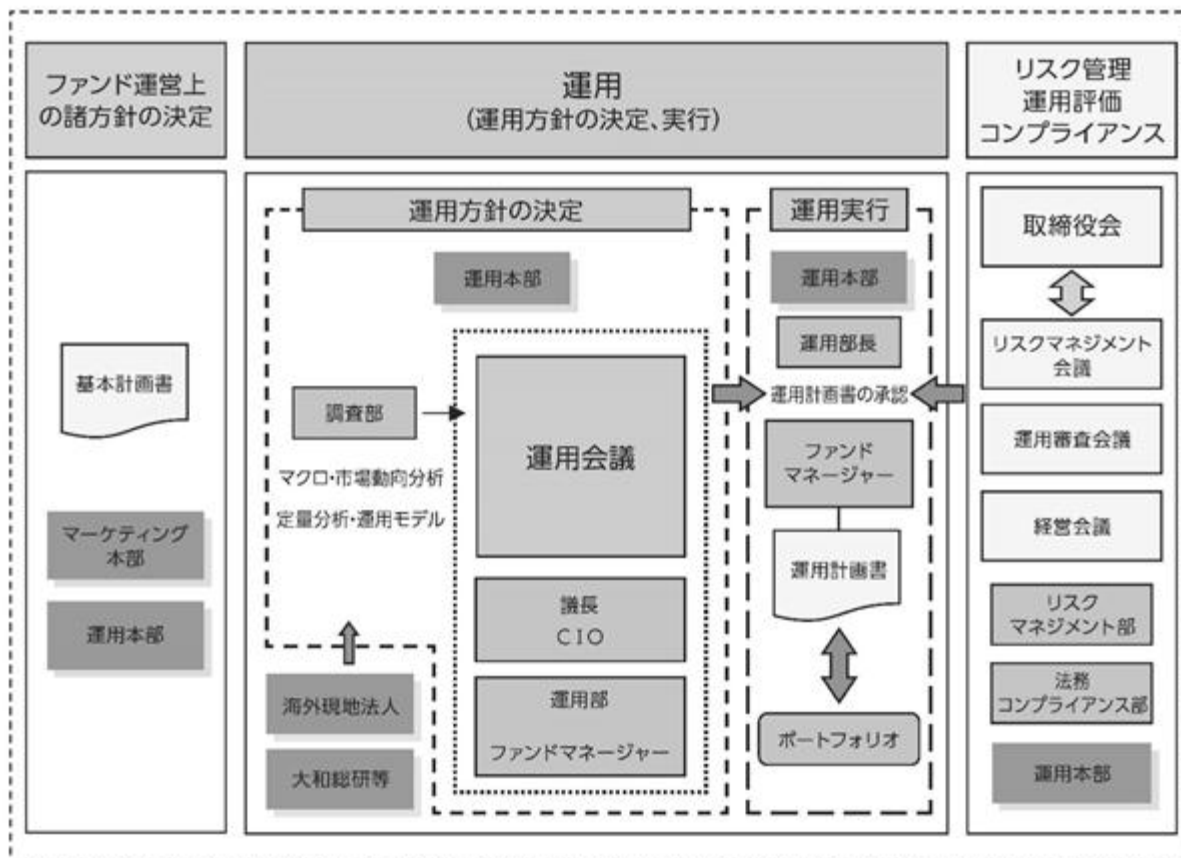 ファンド運営上
の諸方針の決定
運用
(運用方針の決定、実行)
リスク管理
運用評価
コンプライアンス
基本計画書
マーケティング
本部
運用本部
運用方針の決定
運用本部
調査部
マクロ・市場動向分析
定量分析・運用モデル
運用会議
議長
CIO
運用部
ファンドマネージャー
海外現地法人
大和総研等
運用実行
運用本部
運用部長
運用計画書の承認
ファンド
マネージャー
運用計画書
ポートフォリオ
取締役会
リスクマネジメント
会議
運用審査会議
経営会議
リスク
マネジメント部
法務
コンプライアンス部
運用本部